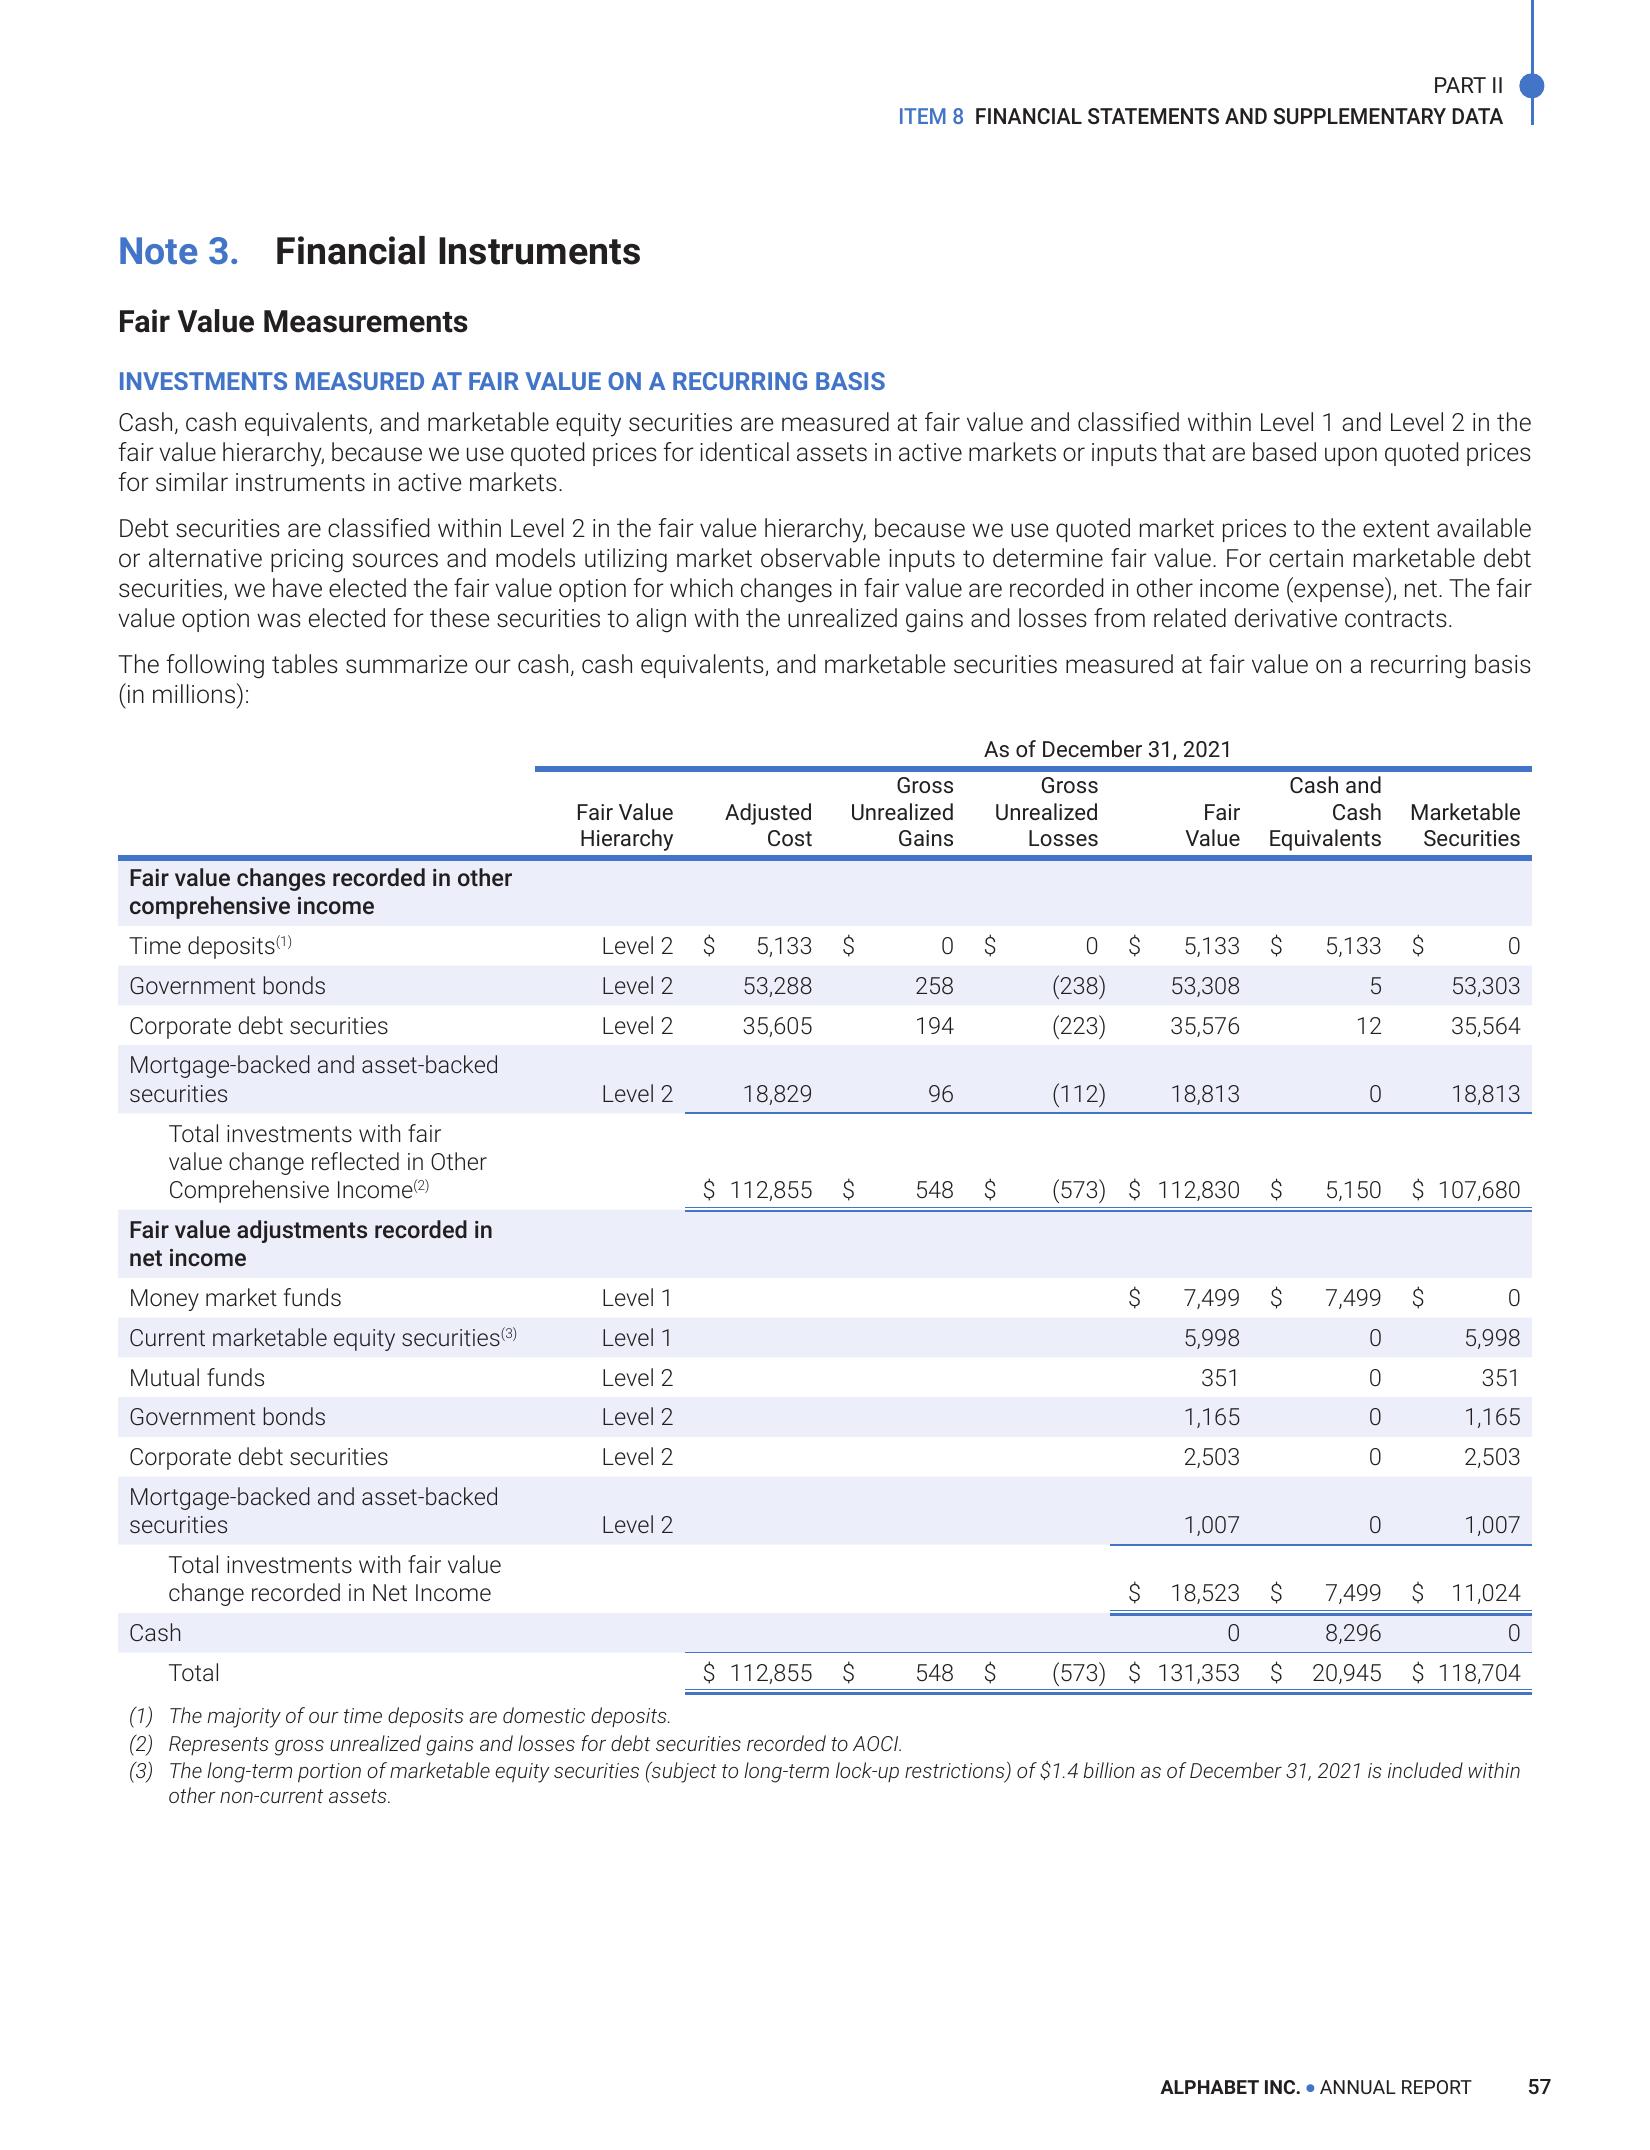 PART II
ITEM 8 FINANCIAL STATEMENTS AND SUPPLEMENTARY DATA
Note 3. Financial Instruments
Fair Value Measurements
INVESTMENTS MEASURED AT FAIR VALUE ON A RECURRING BASIS
Cash, cash equivalents, and marketable equity securities are measured at fair value and classified within Level 1 and Level 2 in the
fair value hierarchy, because we use quoted prices for identical assets in active markets or inputs that are based upon quoted prices
for similar instruments in active markets.
Debt securities are classified within Level 2 in the fair value hierarchy, because we use quoted market prices to the extent available
or alternative pricing sources and models utilizing market observable inputs to determine fair value. For certain marketable debt
securities, we have elected the fair value option for which changes in fair value are recorded in other income (expense), net. The fair
value option was elected for these securities to align with the unrealized gains and losses from related derivative contracts.
The following tables summarize our cash, cash equivalents, and marketable securities measured at fair value on a recurring basis
(in millions):
As of December 31, 2021
Gross Gross Cash and
Fair Value Adjusted Unrealized Unrealized Fair Cash Marketable
Hierarchy Cost Gains Losses Value Equivalents Securities
Fair value changes recorded in other
comprehensive income
Time deposits(1) Level 2 $ 5,133 $ 0 $ 0 $ 5,133 $ 5,133 $ 0
Government bonds Level 2 53,288 258 (238) 53,308 5 53,303
Corporate debt securities Level 2 35,605 194 (223) 35,576 12 35,564
Mortgage-backed and asset-backed
securities Level 2 18,829 96 (112) 18,813 0 18,813
Total investments with fair
value change reflected in Other
Comprehensive Income(2) $ 112,855 $ 548 $ (573) $ 112,830 $ 5,150 $ 107,680
Fair value adjustments recorded in
net income
Money market funds Level 1 $ 7,499 $ 7,499 $ 0
Current marketable equity securities(3) Level 1 5,998 0 5,998
Mutual funds Level 2 351 0 351
Government bonds Level 2 1,165 0 1,165
Corporate debt securities Level 2 2,503 0 2,503
Mortgage-backed and asset-backed
securities Level 2 1,007 0 1,007
Total investments with fair value
change recorded in Net Income $ 18,523 $ 7,499 $ 11,024
Cash 0 8,296 0
Total $ 112,855 $ 548 $ (573) $ 131,353 $ 20,945 $ 118,704
(1) The majority of our time deposits are domestic deposits.
(2) Represents gross unrealized gains and losses for debt securities recorded to AOCI.
(3) The long-term portion of marketable equity securities (subject to long-term lock-up restrictions) of $1.4 billion as of December 31, 2021 is included within
other non-current assets.
ALPHABET INC. • ANNUAL REPORT 57